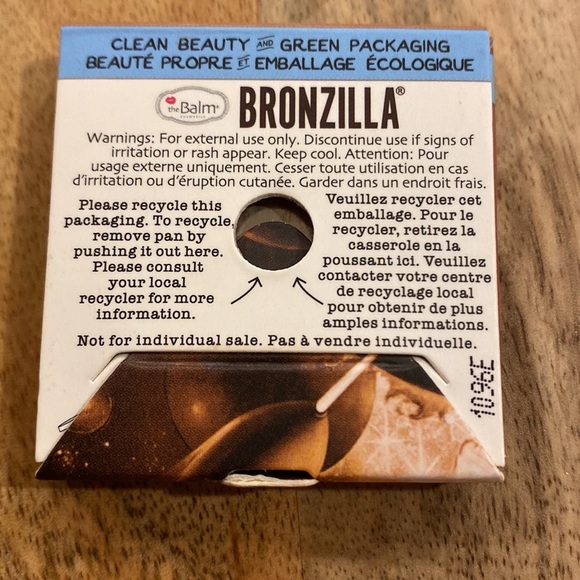 CLEAN BEAUTY AND GREEN PACKAGING
BEAUTÉ PROPRE ET EMBALLAGE ÉCOLOGIQUE
theBalm®
COSMETICS
BRONZILLA®
Warnings: For external use only. Discontinue use if signs of
irritation or rash appear. Keep cool. Attention: Pour
usage externe uniquement. Cesser toute utilisation en cas
d'irritation ou d'éruption cutanée. Garder dans un endroit frais.
Please recycle this
packaging. To recycle,
remove pan by
pushing it out here.
Please consult
your local
recycler for more
information.
Veuillez recycler cet
emballage. Pour le
recycler, retirez la
casserole en la
poussant ici. Veuillez
contacter votre centre
de recyclage local
pour obtenir de plus
amples informations.
Not for individual sale. Pas à vendre individuelle.
1096E